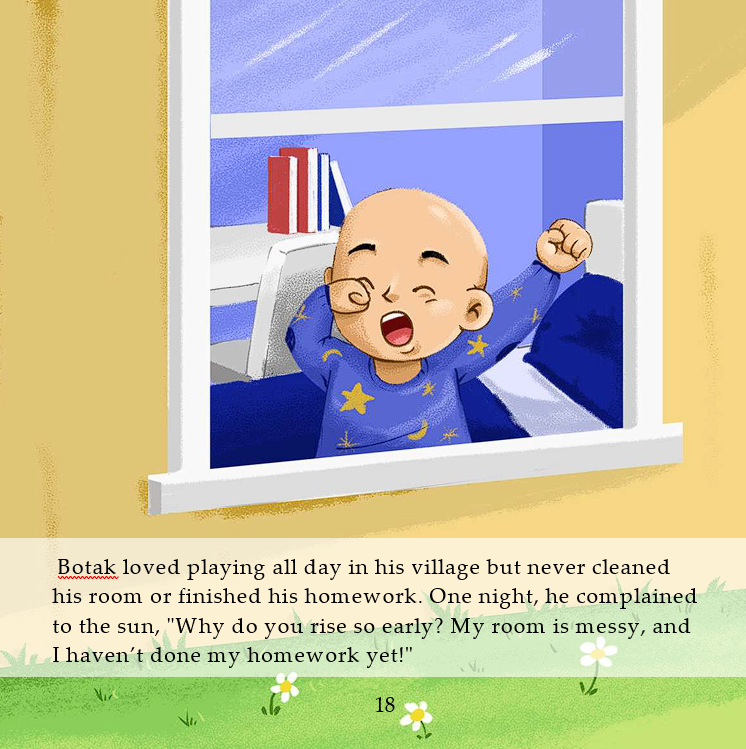 Botak loved playing all day in his village but never cleaned
his room or finished his homework. One night, he complained
to the sun, "Why do you rise so early? My room is messy, and
I haven’t done my homework yet!"
18